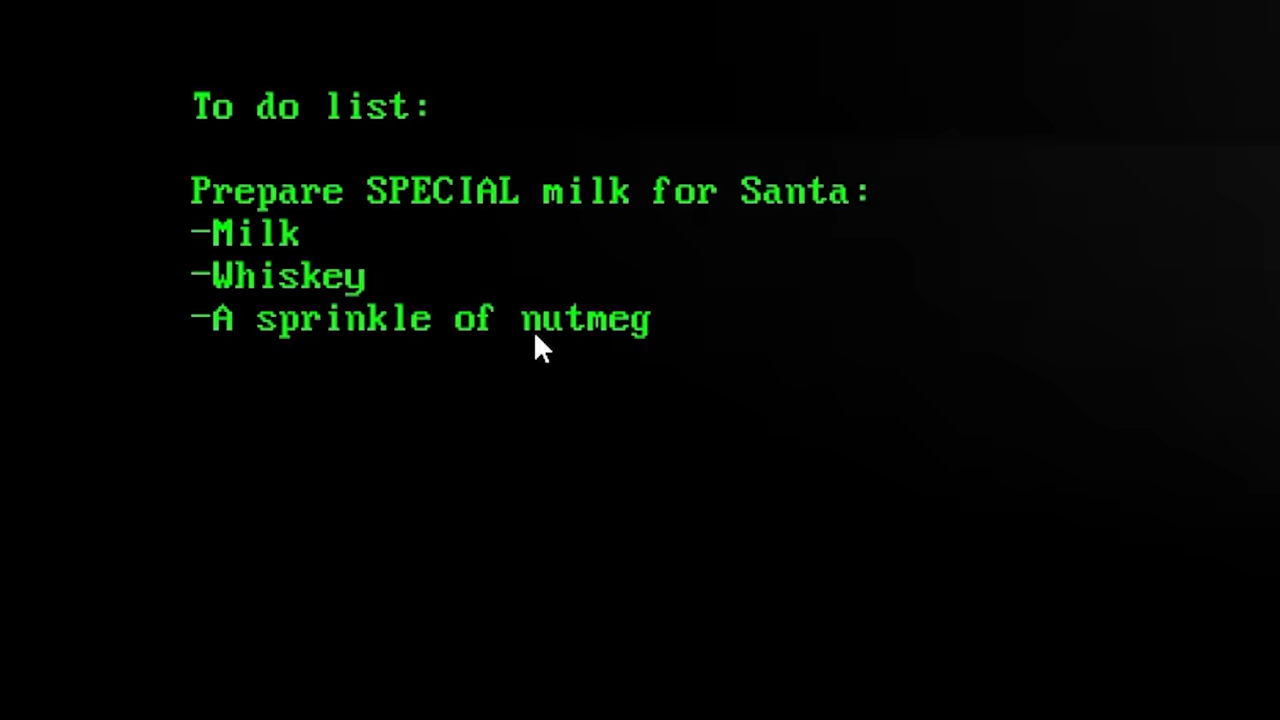 To do list:
Prepare SPECIAL milk for Santa:
-Milk
-Whiskey
-A sprinkle of nutmeg